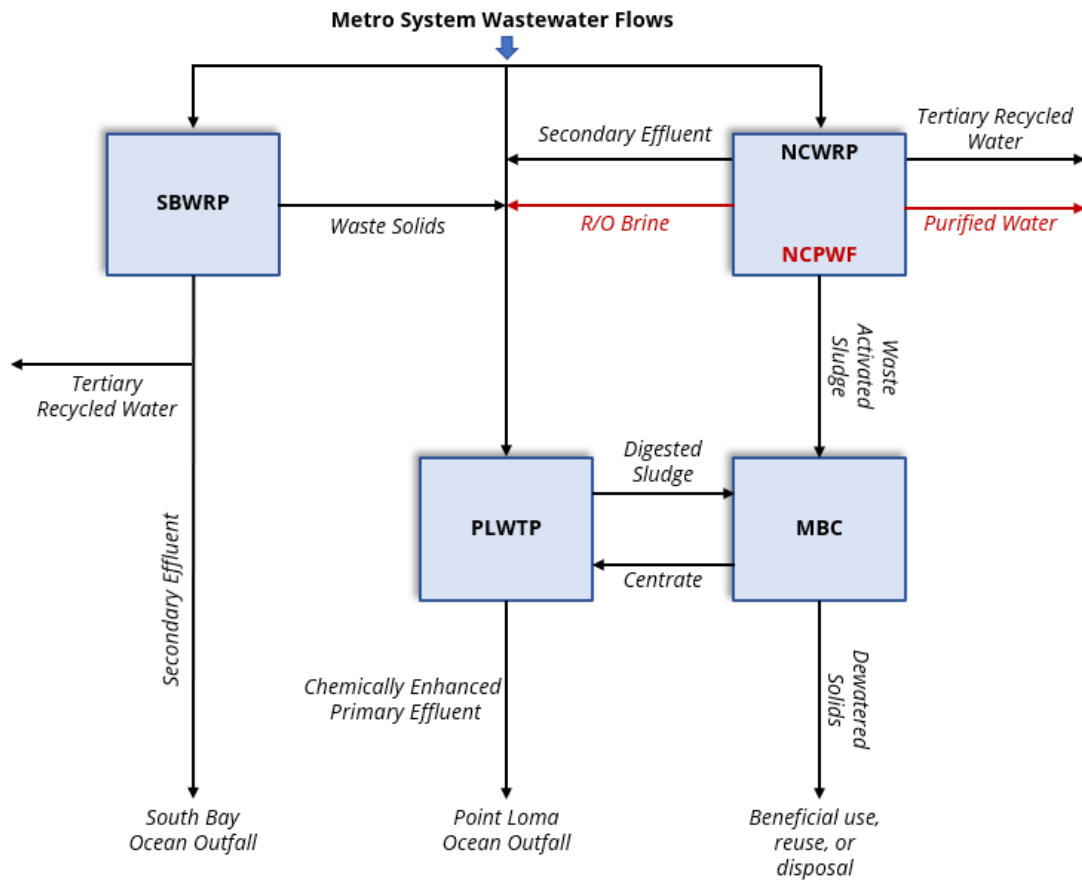 Metro System Wastewater Flows
Secondary Effluent
NCWRP
Tertiary Recycled
Water
SBWRP
Waste Solids
R/O Brine
Purified Water
NCPWF
Waste
Activated
Sludge
Tertiary
Recycled Water
Digested
Sludge
PLWTP
MBC
Centrate
Secondary Effluent
Chemically Enhanced
Primary Effluent
Dewatered
Solids
South Bay
Ocean Outfall
Point Loma
Ocean Outfall
Beneficial use,
reuse, or
disposal